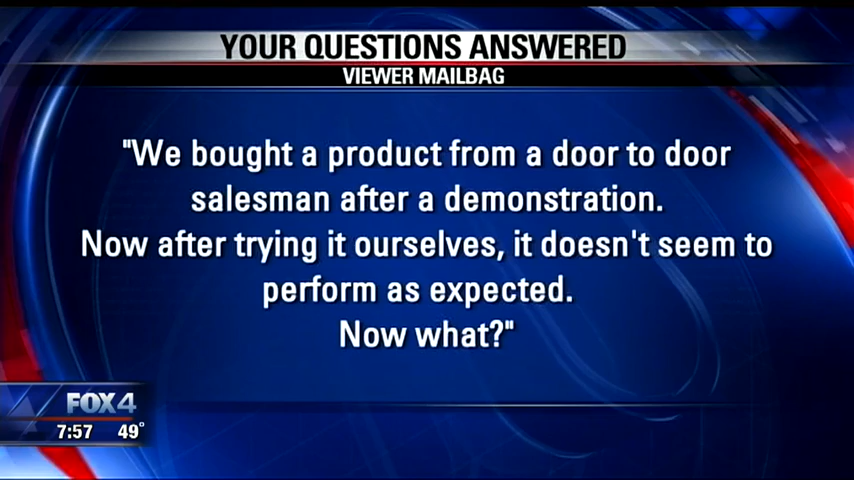 YOUR QUESTIONS ANSWERED
VIEWER MAILBAG
"We bought a product from a door to door
salesman after a demonstration.
Now after trying it ourselves, it doesn't seem to
perform as expected.
Now what?"
FOX 4
7:57 49°